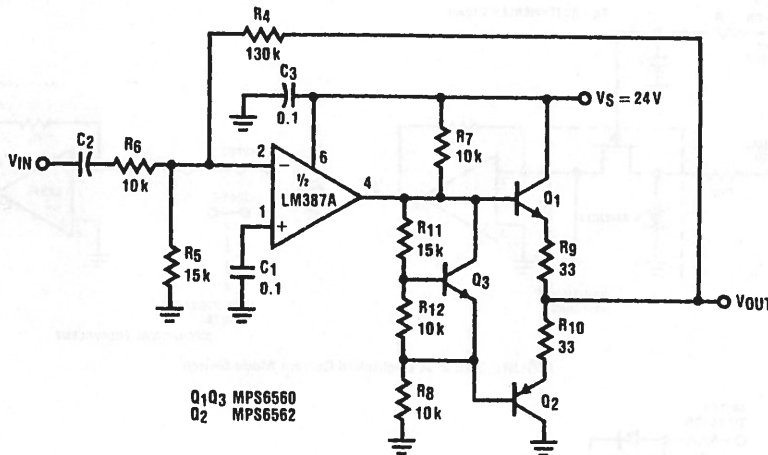 R4
130k
C3
0.1
VS = 24V
C2
R6
10k
VIN
R7
10k
2
−
6
½
LM387A
4
1
+
Q1
R5
15k
C1
0.1
R11
15k
Q3
R9
33
VOUT
R12
10k
R10
33
R8
10k
Q2
Q1Q3 MPS6560
Q2 MPS6562